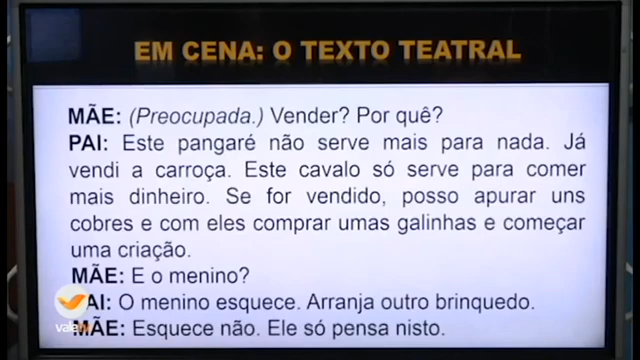 EM CENA: O TEXTO TEATRAL
MÃE: (Preocupada.) Vender? Por quê?
PAI: Este pangaré não serve mais para nada. Já
vendi a carroça. Este cavalo só serve para comer
mais dinheiro. Se for vendido, posso apurar uns
cobres e com eles comprar umas galinhas e começar
uma criação.
MÃE: E o menino?
PAI: O menino esquece. Arranja outro brinquedo.
MÃE: Esquece não. Ele só pensa nisto.